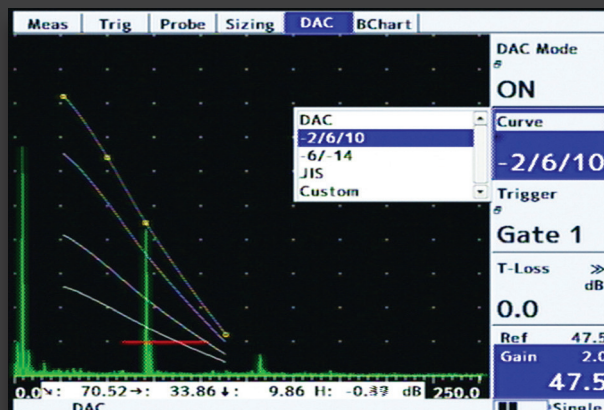 Meas Trig Probe Sizing DAC BChart
DAC Mode
ON
Curve
-2/6/10
Trigger
Gate 1
T-Loss dB
0.0
Ref 47.5
Gain 2.0
47.5
DAC
-2/6/10
-6/-14
JIS
Custom
0.0 70.52 33.86 9.86 H: dB 250.0
DAC
Single